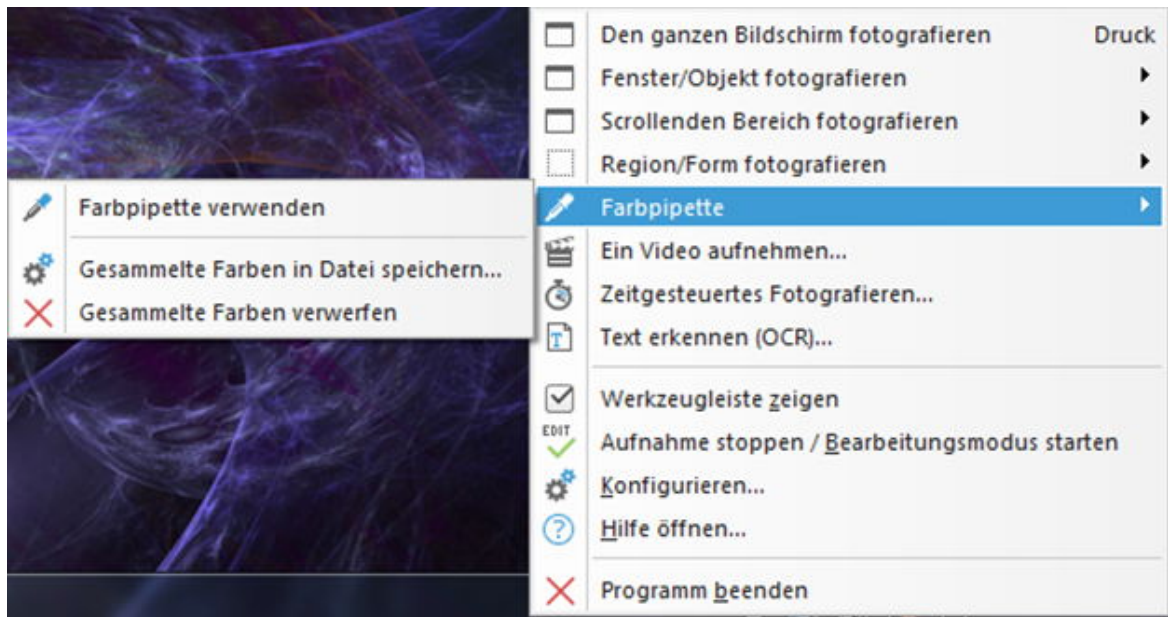 Den ganzen Bildschirm fotografieren Druck
Fenster/Objekt fotografieren
Scrollenden Bereich fotografieren
Region/Form fotografieren
Farbpipette
Farbpipette verwenden
Gesammelte Farben in Datei speichern...
Gesammelte Farben verwerfen
Ein Video aufnehmen...
Zeitgesteuertes Fotografieren...
T Text erkennen (OCR)...
Werkzeugleiste zeigen
EDIT
Aufnahme stoppen / Bearbeitungsmodus starten
Konfigurieren...
? Hilfe öffnen...
Programm beenden